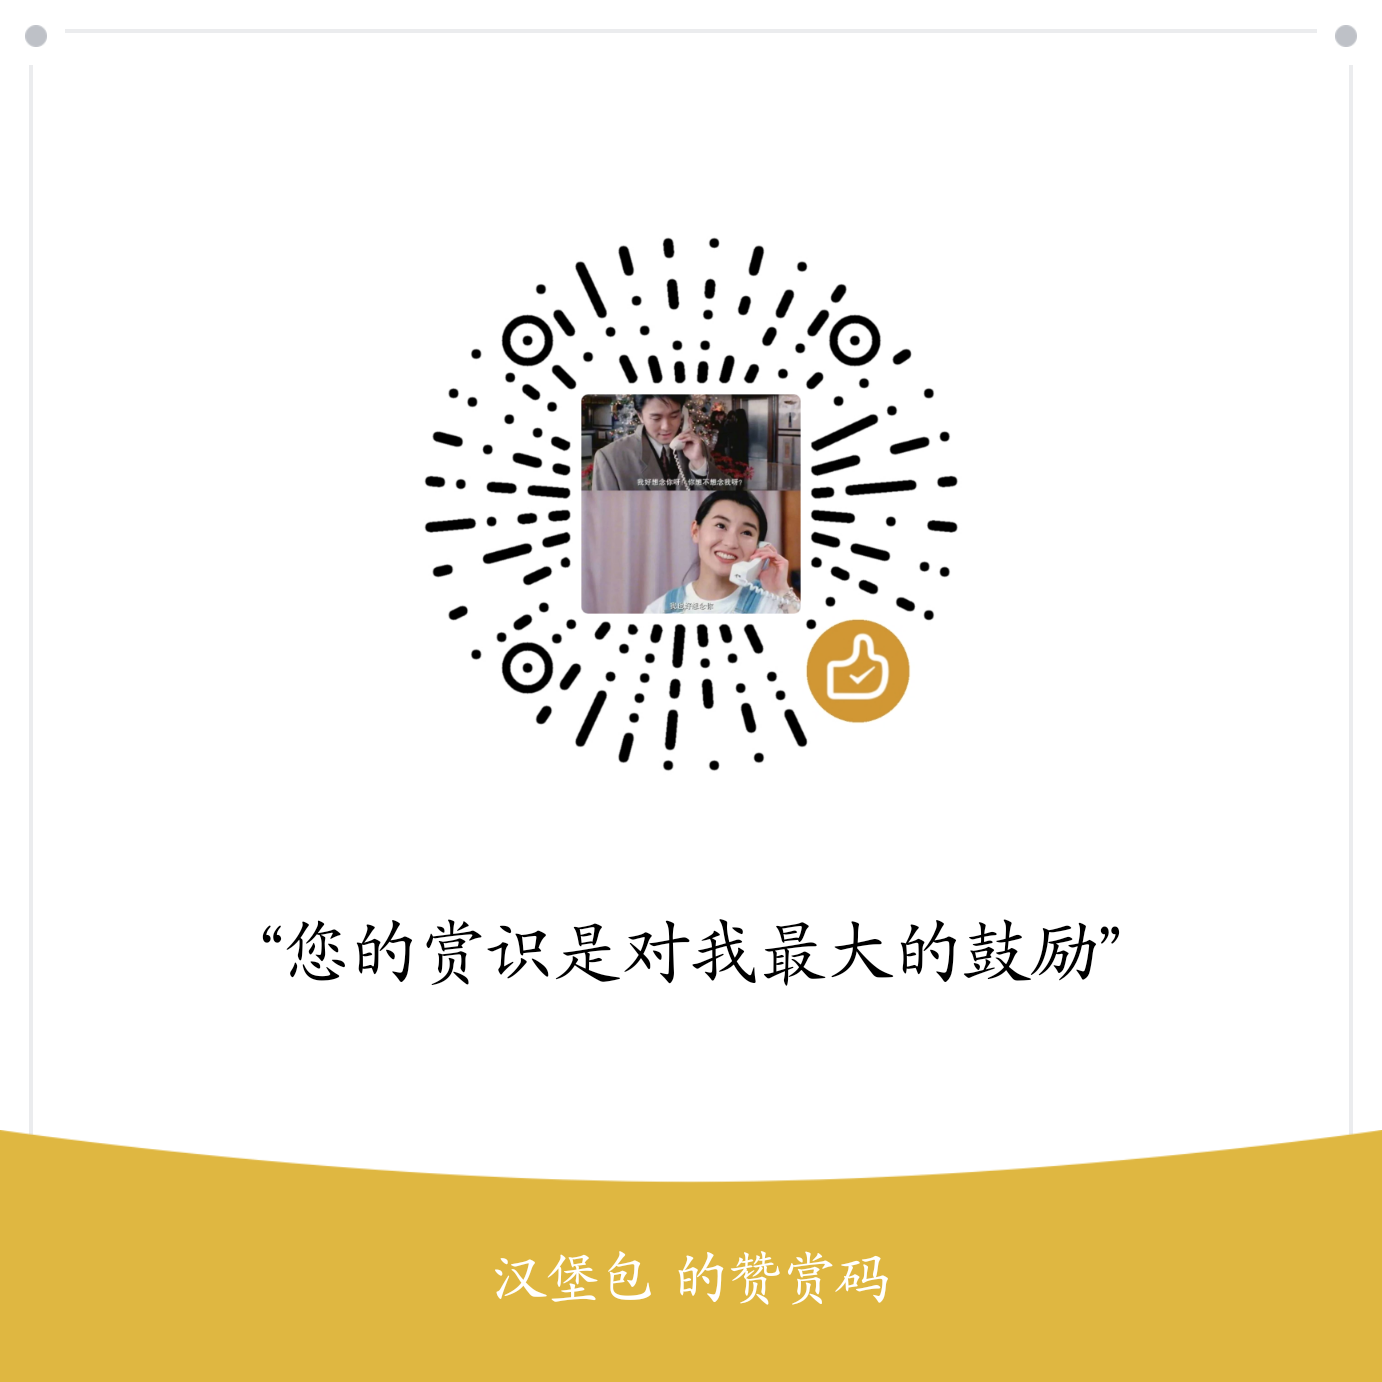 我好想念你呀！你想不想念我呀？
我也好想念你
“您的赏识是对我最大的鼓励”
汉堡包 的赞赏码